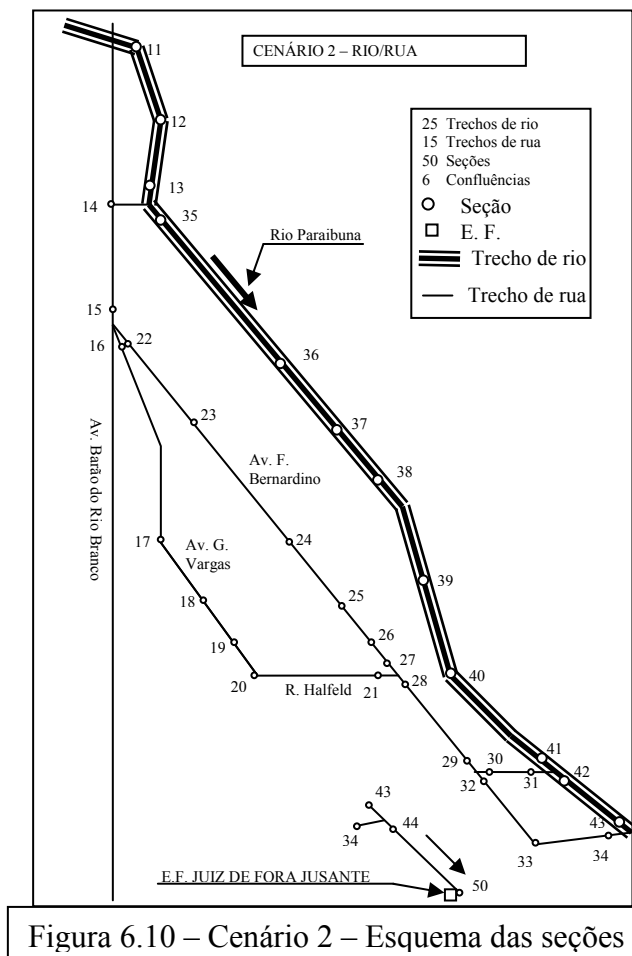 11
CENÁRIO 2 – RIO/RUA
12
25 Trechos de rio
15 Trechos de rua
50 Seções
6 Confluências
Seção
E. F.
Trecho de rio
Trecho de rua
13
14
35
Rio Paraibuna
15
16
22
36
23
37
Av. F.
Bernardino
38
Av. Barão do Rio Branco
17
Av. G.
Vargas
24
39
18
25
19
26
27
20
R. Halfeld
21
28
40
29
30
31
41
42
32
43
44
34
33
43
34
E.F. JUIZ DE FORA JUSANTE
50
Figura 6.10 – Cenário 2 – Esquema das seções